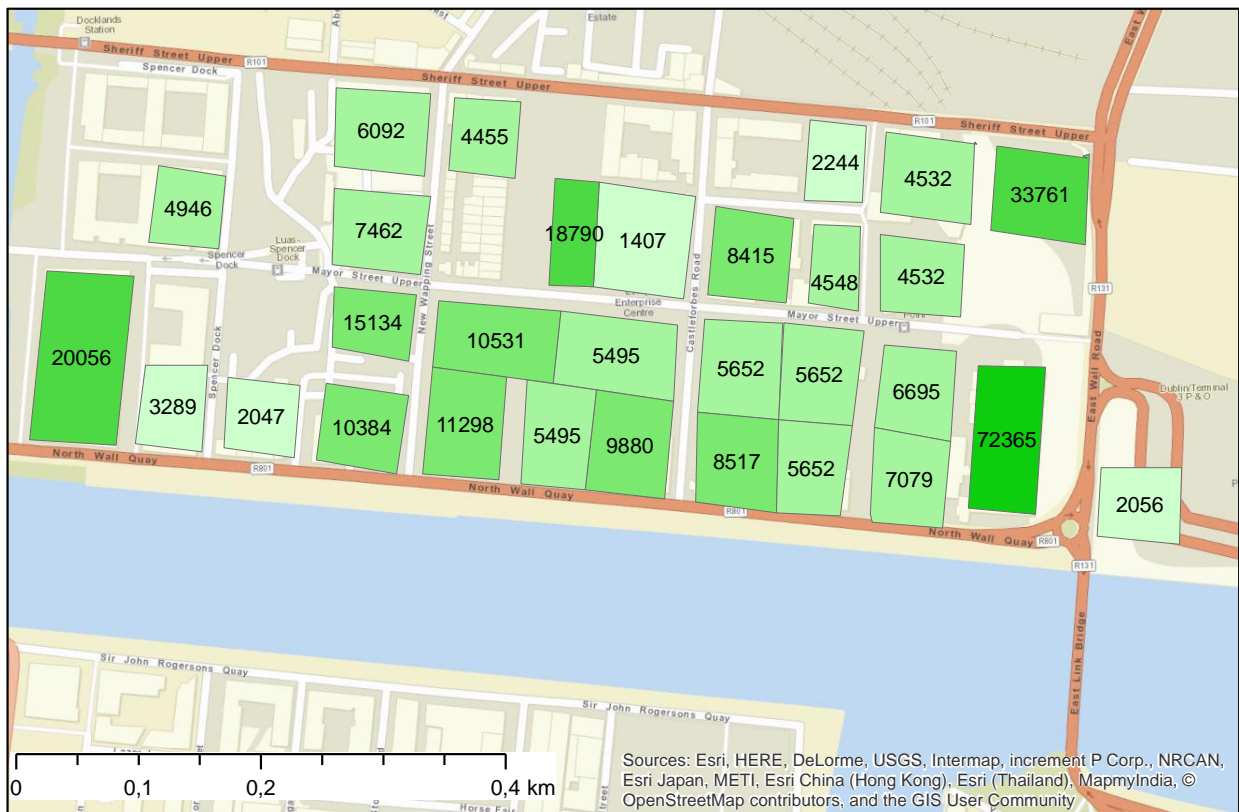 Docklands
Station
Estate
Sheriff Street Upper
R101
Spencer Dock
Sheriff Street Upper
R101
Sheriff Street Upper
6092
4455
2244
4532
33761
4946
7462
18790
1407
8415
4548
4532
New Wapping Street
Castleforbes Road
Luas -
Spencer
Dock
Spencer
Dock
Mayor Street Upper
Enterprise
Centre
Mayor Street Upper
Point
R131
East Wall Road
Spencer Dock
20056
15134
10531
5495
5652
5652
6695
72365
3289
2047
10384
11298
5495
9880
8517
5652
7079
2056
Dublin/Terminal
3 P & O
North Wall Quay
R801
North Wall Quay
R801
North Wall Quay
R801
R131
East Link Bridge
Sir John Rogersons Quay
Sir John Rogersons Quay
Horse Fair
Street
0
0,1
0,2
0,4 km
Sources: Esri, HERE, DeLorme, USGS, Intermap, increment P Corp., NRCAN,
Esri Japan, METI, Esri China (Hong Kong), Esri (Thailand), MapmyIndia, ©
OpenStreetMap contributors, and the GIS User Community